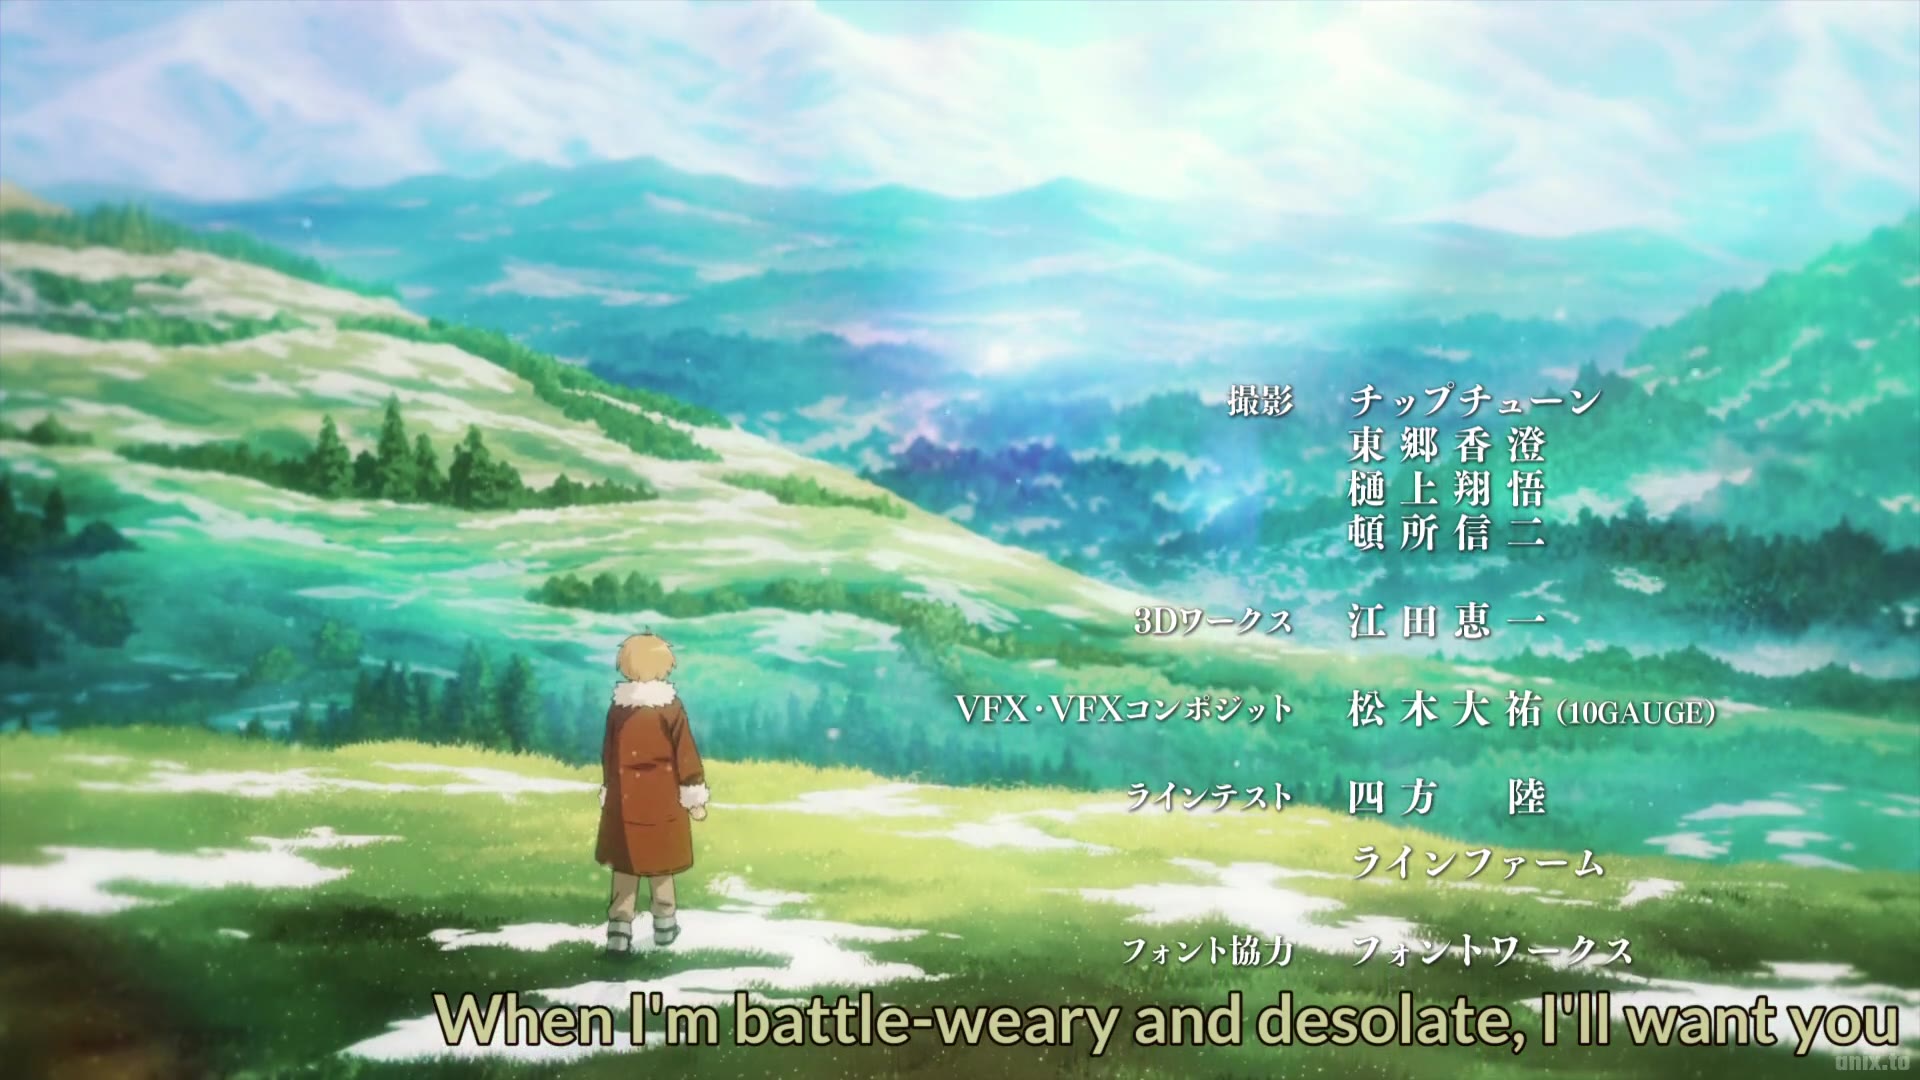 撮影 チップチューン
東郷香澄
樋上翔悟
頓所信二
3Dワークス 江田恵一
VFX・VFXコンポジット 松木大祐 (10GAUGE)
ラインテスト 四方 陸
ラインファーム
フォント協力 フォントワークス
When I'm battle-weary and desolate, I'll want you
anix.to